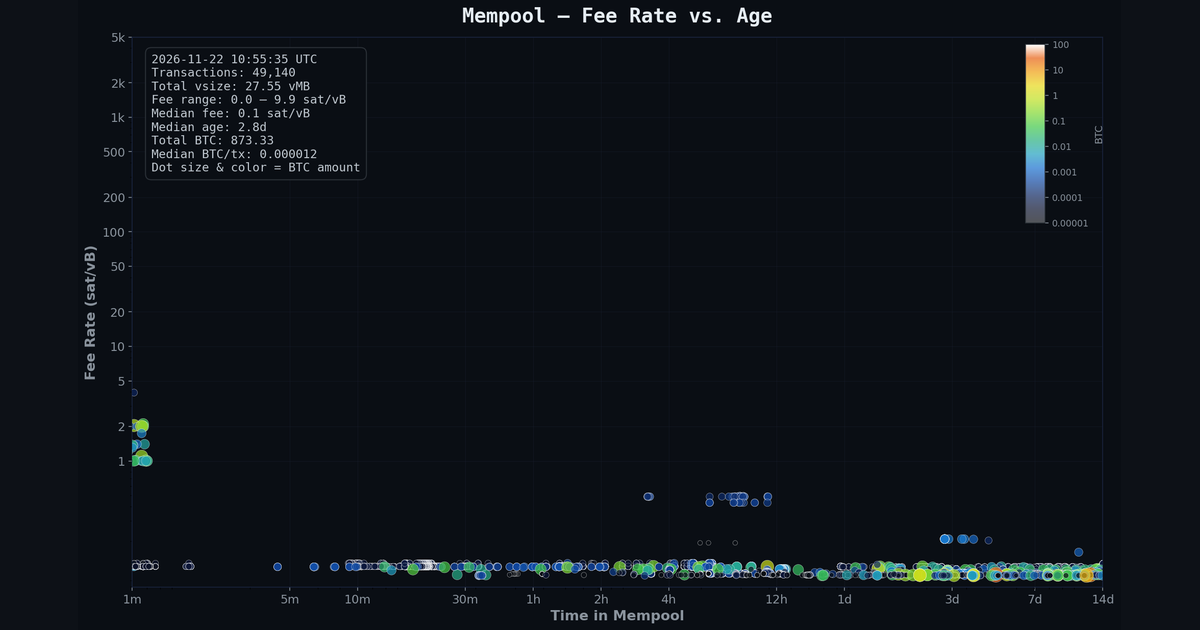 Mempool — Fee Rate vs. Age
2026-11-22 10:55:35 UTC
Transactions: 49,140
Total vsize: 27.55 vMB
Fee range: 0.0 – 9.9 sat/vB
Median fee: 0.1 sat/vB
Median age: 2.8d
Total BTC: 873.33
Median BTC/tx: 0.000012
Dot size & color = BTC amount
100
10
1
0.1
0.01
0.001
0.0001
0.00001
BTC
Fee Rate (sat/vB)
5k
2k
1k
500
200
100
50
20
10
5
2
1
1m 5m 10m 30m 1h 2h 4h 12h 1d 3d 7d 14d
Time in Mempool